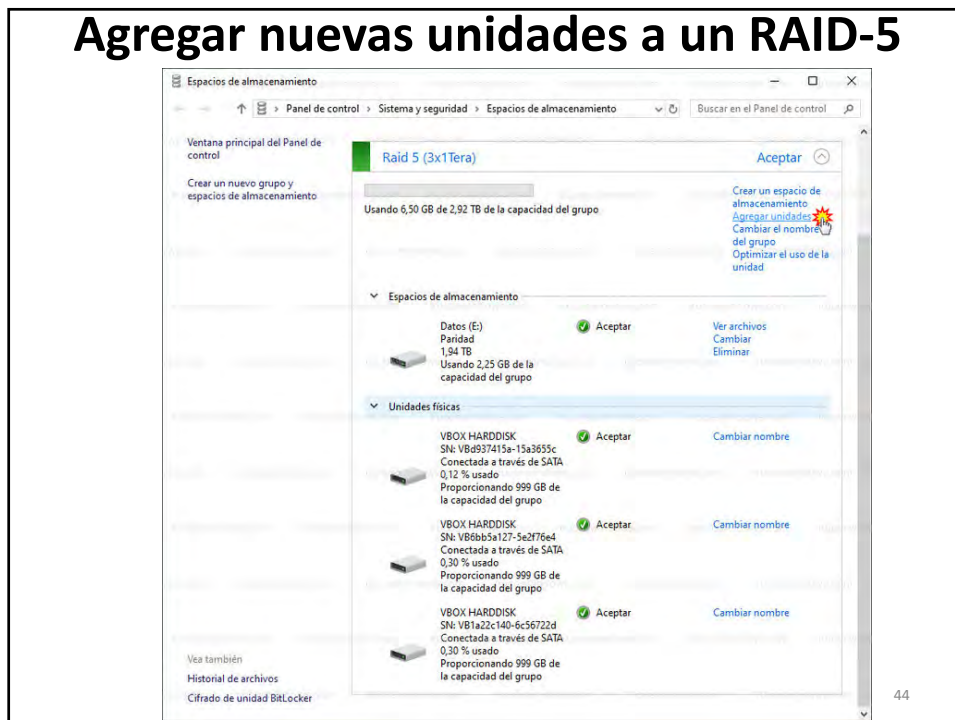 Agregar nuevas unidades a un RAID-5
Espacios de almacenamiento
Panel de control > Sistema y seguridad > Espacios de almacenamiento
Buscar en el Panel de control
Ventana principal del Panel de
control
Crear un nuevo grupo y
espacios de almacenamiento
Raid 5 (3x1Tera)
Aceptar
Usando 6,50 GB de 2,92 TB de la capacidad del grupo
Crear un espacio de
almacenamiento
Agregar unidades
Cambiar el nombre
del grupo
Optimizar el uso de la
unidad
Espacios de almacenamiento
Datos (E:)
Paridad
1,94 TB
Usando 2,25 GB de la
capacidad del grupo
Aceptar
Ver archivos
Cambiar
Eliminar
Unidades físicas
VBOX HARDDISK
SN: VBd937415a-15a3655c
Conectada a través de SATA
0,12 % usado
Proporcionando 999 GB de
la capacidad del grupo
Aceptar
Cambiar nombre
VBOX HARDDISK
SN: VB6bb5a127-5e2f76e4
Conectada a través de SATA
0,30 % usado
Proporcionando 999 GB de
la capacidad del grupo
Aceptar
Cambiar nombre
VBOX HARDDISK
SN: VB1a22c140-6c56722d
Conectada a través de SATA
0,30 % usado
Proporcionando 999 GB de
la capacidad del grupo
Aceptar
Cambiar nombre
Vea también
Historial de archivos
Cifrado de unidad BitLocker
44